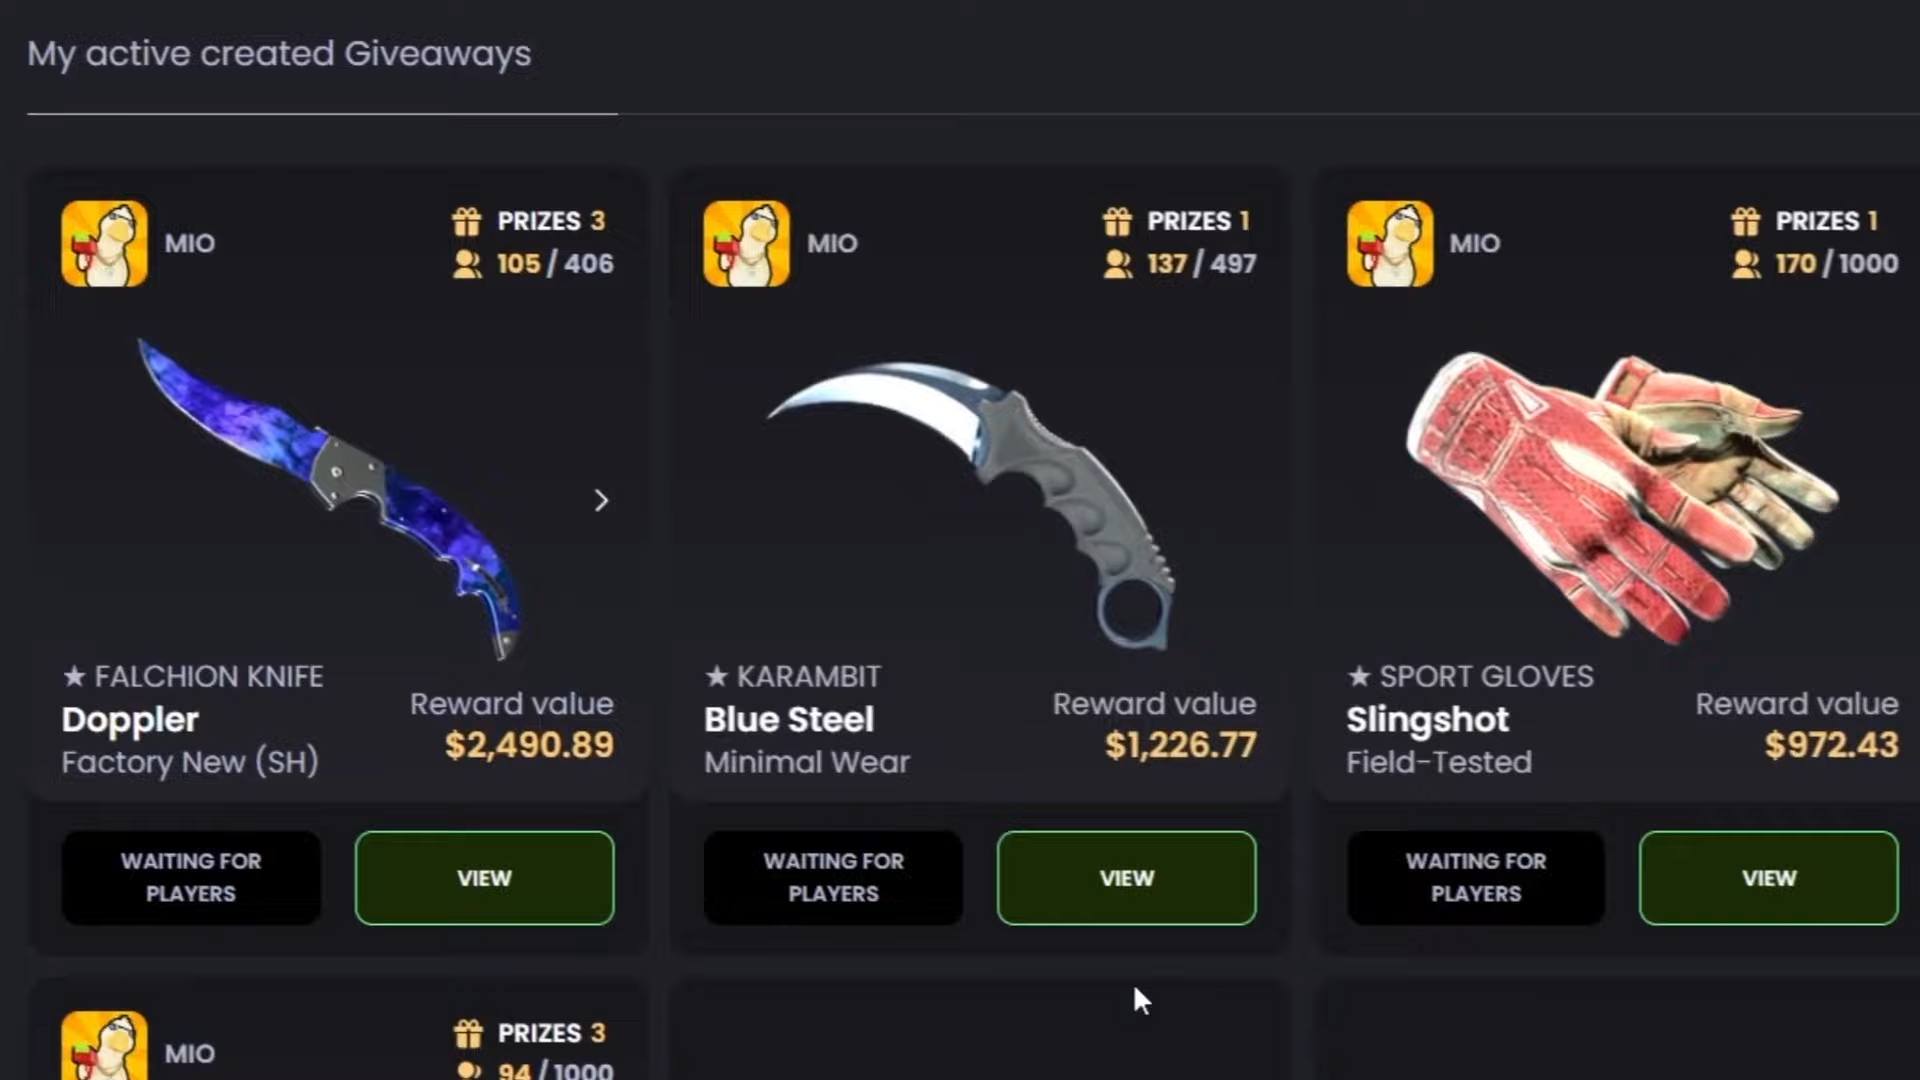 My active created Giveaways
MIO
PRIZES 3
105 / 406
★ FALCHION KNIFE
Doppler
Factory New (SH)
Reward value
$2,490.89
WAITING FOR
PLAYERS
VIEW
MIO
PRIZES 1
137 / 497
★ KARAMBIT
Blue Steel
Minimal Wear
Reward value
$1,226.77
WAITING FOR
PLAYERS
VIEW
MIO
PRIZES 1
170 / 1000
★ SPORT GLOVES
Slingshot
Field-Tested
Reward value
$972.43
WAITING FOR
PLAYERS
VIEW
MIO
PRIZES 3
94 / 1000